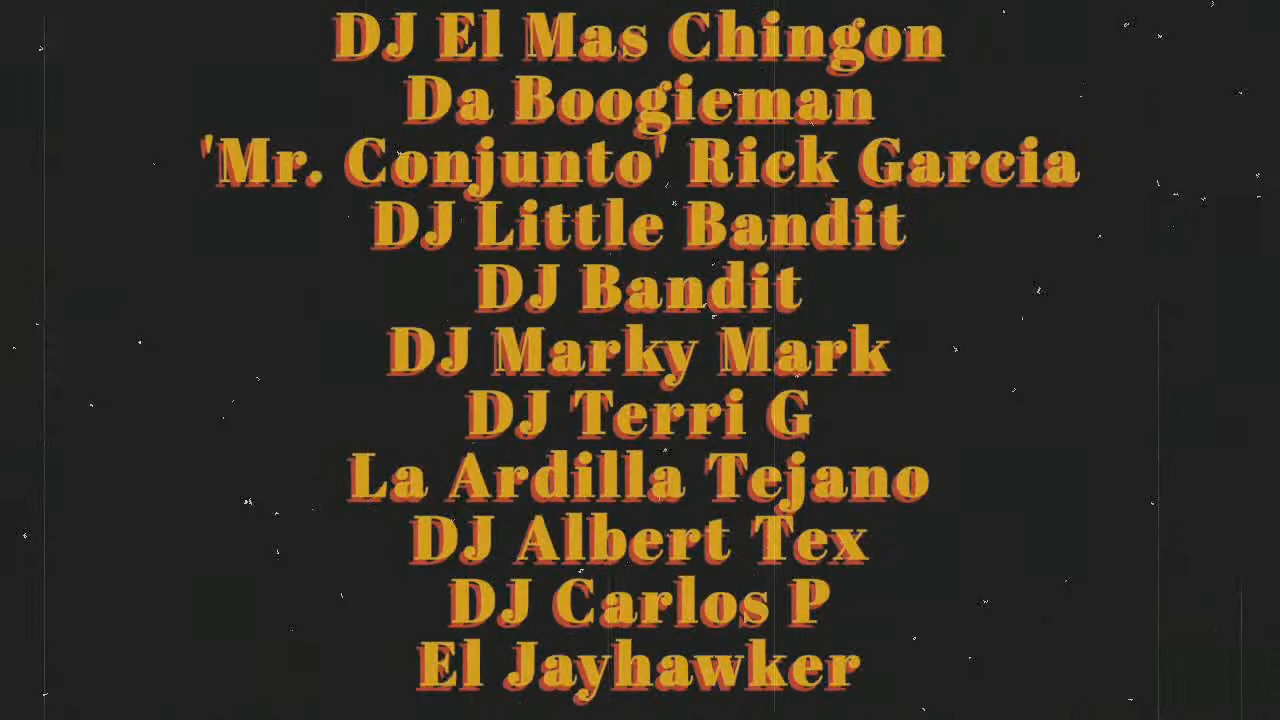 DJ El Mas Chingon
Da Boogieman
'Mr. Conjunto' Rick Garcia
DJ Little Bandit
DJ Bandit
DJ Marky Mark
DJ Terri G
La Ardilla Tejano
DJ Albert Tex
DJ Carlos P
El Jayhawker